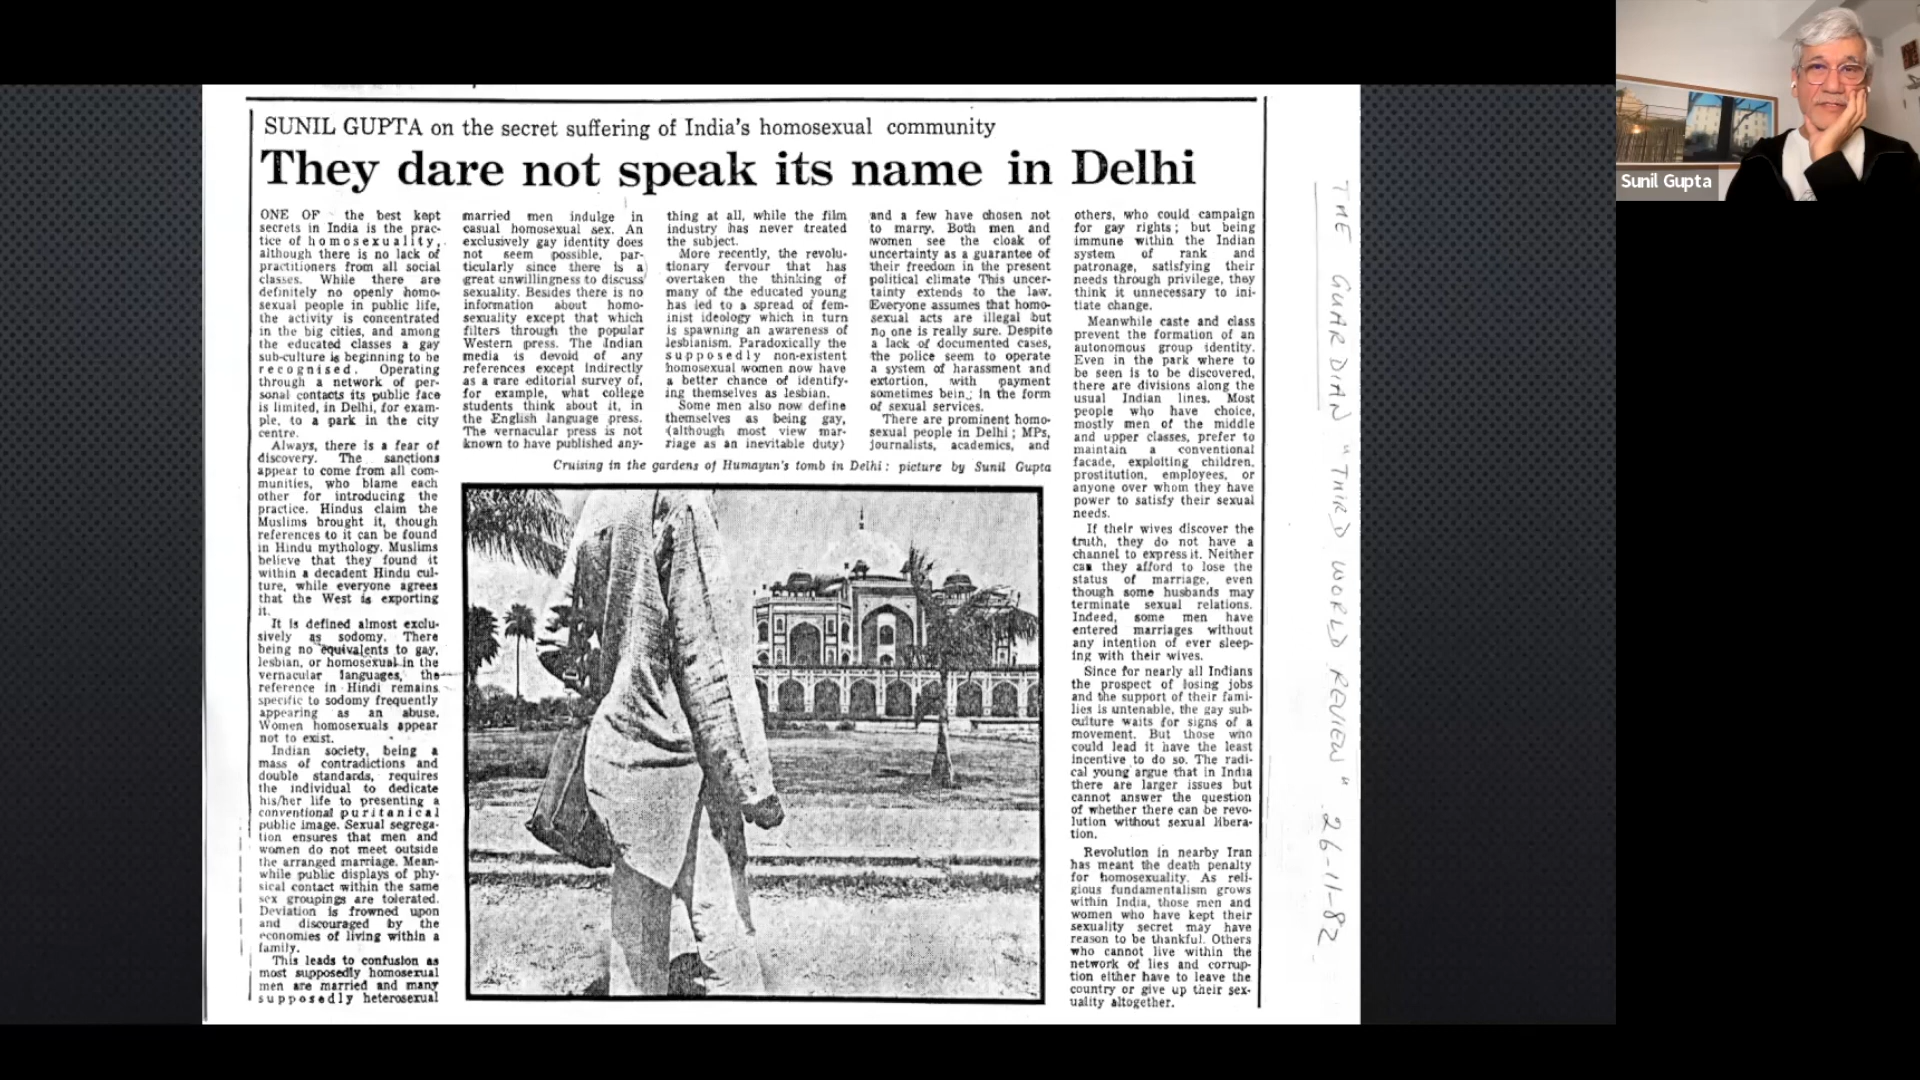 SUNIL GUPTA on the secret suffering of India's homosexual community
They dare not speak its name in Delhi
ONE OF the best kept
secrets in India is the prac-
tice of homosexuality,
although there is no lack of
practitioners from all social
classes. While there are
definitely no openly homo-
sexual people in public life,
the activity is concentrated
in the big cities, and among
the educated classes a gay
sub-culture is beginning to be
recognised. Operating
through a network of per-
sonal contacts its public face
is limited, in Delhi, for exam-
ple, to a park in the city
centre.
Always, there is a fear of
discovery. The sanctions
appear to come from all com-
munities, who blame each
other for introducing the
practice. Hindus claim the
Muslims brought it, though
references to it can be found
in Hindu mythology. Muslims
believe that they found it
within a decadent Hindu cul-
ture, while everyone agrees
that the West is exporting
it.
It is defined almost exclu-
sively as sodomy. There
being no equivalents to gay,
lesbian, or homosexual in the
vernacular languages, the
reference in Hindi remains
specific to sodomy frequently
appearing as an abuse.
Women homosexuals appear
not to exist.
Indian society, being a
mass of contradictions and
double standards, requires
the individual to dedicate
his/her life to presenting a
conventional puritanical
public image. Sexual segrega-
tion ensures that men and
women do not meet outside
the arranged marriage. Mean-
while public displays of phy-
sical contact within the same
sex groupings are tolerated.
Deviation is frowned upon
and discouraged by the
economies of living within a
family.
This leads to confusion as
most supposedly homosexual
men are married and many
supposedly heterosexual
married men indulge in
casual homosexual sex. An
exclusively gay identity does
not seem possible, par-
ticularly since there is a
great unwillingness to discuss
sexuality. Besides there is no
information about homo-
sexuality except that which
filters through the popular
Western press. The Indian
media is devoid of any
references except indirectly
as a rare editorial survey of,
for example, what college
students think about it, in
the English language press.
The vernacular press is not
known to have published any-
thing at all, while the film
industry has never treated
the subject.
More recently, the revolu-
tionary fervour that has
overtaken the thinking of
many of the educated young
has led to a spread of fem-
inist ideology which in turn
is spawning an awareness of
lesbianism. Paradoxically the
supposedly non-existent
homosexual women now have
a better chance of identify-
ing themselves as lesbian.
Some men also now define
themselves as being gay,
(although most view mar-
riage as an inevitable duty)
and a few have chosen not
to marry. Both men and
women see the cloak of
uncertainty as a guarantee of
their freedom in the present
political climate This uncer-
tainty extends to the law.
Everyone assumes that homo-
sexual acts are illegal but
no one is really sure. Despite
a lack of documented cases,
the police seem to operate
a system of harassment and
extortion, with payment
sometimes being in the form
of sexual services.
There are prominent homo-
sexual people in Delhi; MPs,
journalists, academics, and
others, who could campaign
for gay rights; but being
immune within the Indian
system of rank and
patronage, satisfying their
needs through privilege, they
think it unnecessary to ini-
tiate change.
Meanwhile caste and class
prevent the formation of an
autonomous group identity.
Even in the park where to
be seen is to be discovered,
there are divisions along the
usual Indian lines. Most
people who have choice,
mostly men of the middle
and upper classes, prefer to
maintain a conventional
facade, exploiting children,
prostitution, employees, or
anyone over whom they have
power to satisfy their sexual
needs.
If their wives discover the
truth, they do not have a
channel to express it. Neither
can they afford to lose the
status of marriage, even
though some husbands may
terminate sexual relations.
Indeed, some men have
entered marriages without
any intention of ever sleep-
ing with their wives.
Since for nearly all Indians
the prospect of losing jobs
and the support of their fami-
lies is untenable, the gay sub-
culture waits for signs of a
movement. But those who
could lead it have the least
incentive to do so. The radi-
cal young argue that in India
there are larger issues but
cannot answer the question
of whether there can be revo-
lution without sexual libera-
tion.
Revolution in nearby Iran
has meant the death penalty
for homosexuality. As reli-
gious fundamentalism grows
within India, those men and
women who have kept their
sexuality secret may have
reason to be thankful. Others
who cannot live within the
network of lies and corrup-
tion either have to leave the
country or give up their sex-
uality altogether.
Cruising in the gardens of Humayun's tomb in Delhi: picture by Sunil Gupta
THE GUARDIAN "THIRD WORLD REVIEW" 26-11-82
Sunil Gupta